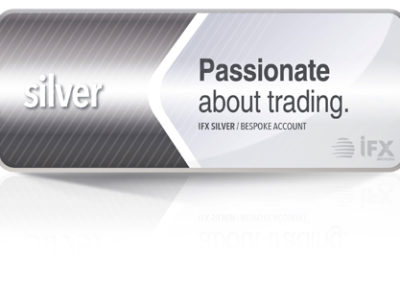 silver
Passionate
about trading.
IFX SILVER / BESPOKE ACCOUNT
iFX